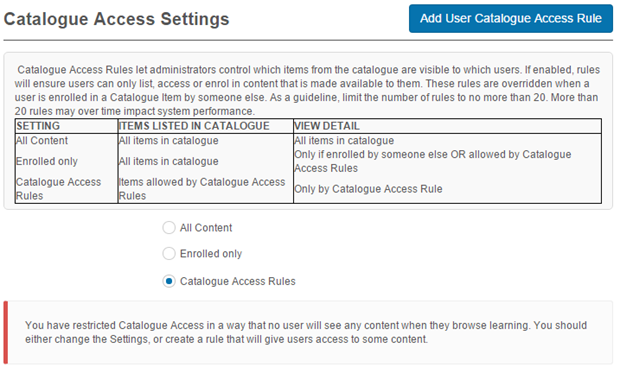 Catalogue Access Settings
Add User Catalogue Access Rule
Catalogue Access Rules let administrators control which items from the catalogue are visible to which users. If enabled, rules
will ensure users can only list, access or enrol in content that is made available to them. These rules are overridden when a
user is enrolled in a Catalogue Item by someone else. As a guideline, limit the number of rules to no more than 20. More than
20 rules may over time impact system performance.
SETTING ITEMS LISTED IN CATALOGUE VIEW DETAIL
All Content All items in catalogue All items in catalogue
Enrolled only All items in catalogue Only if enrolled by someone else OR allowed by Catalogue
Access Rules
Catalogue Access Items allowed by Catalogue Access Only by Catalogue Access Rule
Rules Rules
All Content
Enrolled only
Catalogue Access Rules
You have restricted Catalogue Access in a way that no user will see any content when they browse learning. You should
either change the Settings, or create a rule that will give users access to some content.